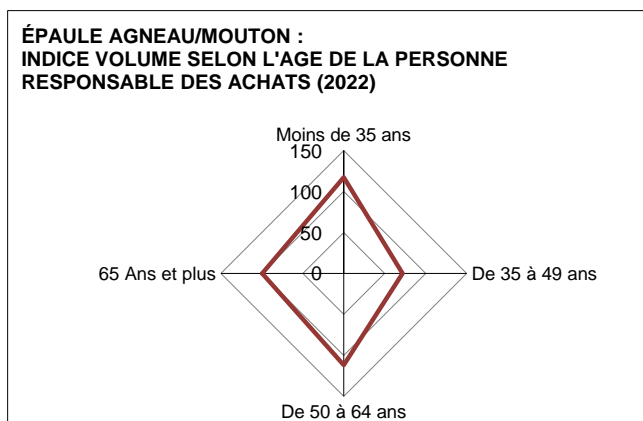 ÉPAULE AGNEAU/MOUTON :
INDICE VOLUME SELON L'AGE DE LA PERSONNE
RESPONSABLE DES ACHATS (2022)
Moins de 35 ans
150
100
50
65 Ans et plus
0
De 35 à 49 ans
De 50 à 64 ans